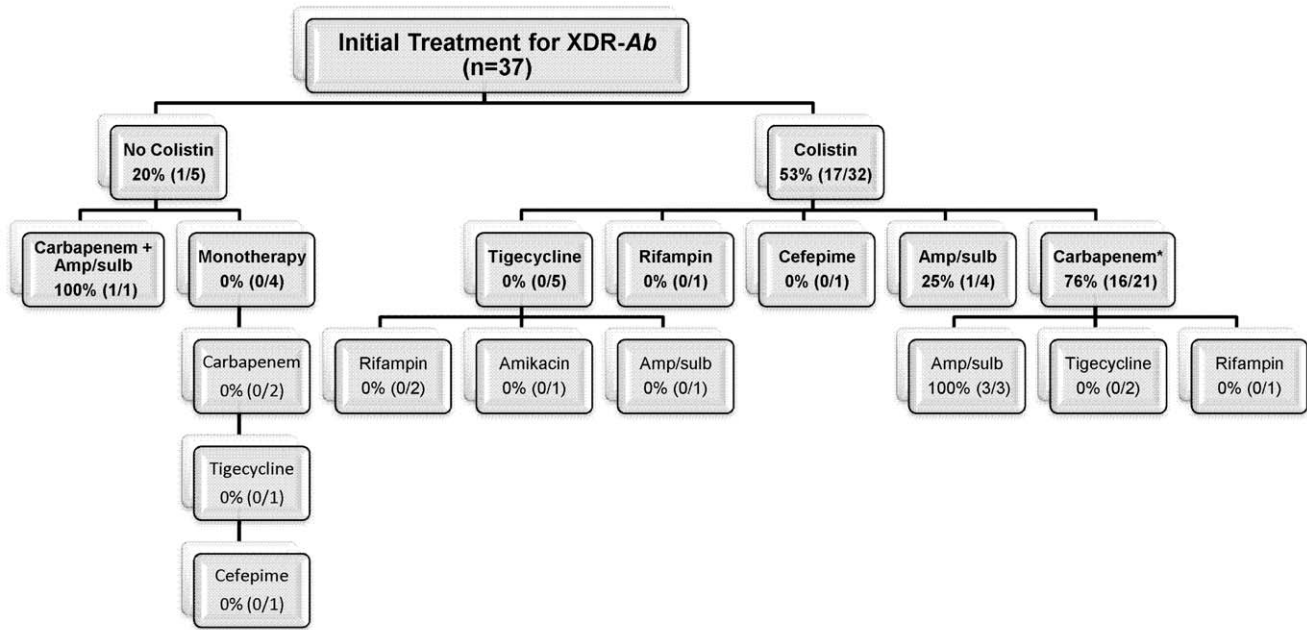 Initial Treatment for XDR-Ab
(n=37)
No Colistin
20% (1/5)
Colistin
53% (17/32)
Carbapenem +
Amp/sulb
100% (1/1)
Monotherapy
0% (0/4)
Tigecycline
0% (0/5)
Rifampin
0% (0/1)
Cefepime
0% (0/1)
Amp/sulb
25% (1/4)
Carbapenem*
76% (16/21)
Carbapenem
0% (0/2)
Tigecycline
0% (0/1)
Cefepime
0% (0/1)
Rifampin
0% (0/2)
Amikacin
0% (0/1)
Amp/sulb
0% (0/1)
Amp/sulb
100% (3/3)
Tigecycline
0% (0/2)
Rifampin
0% (0/1)